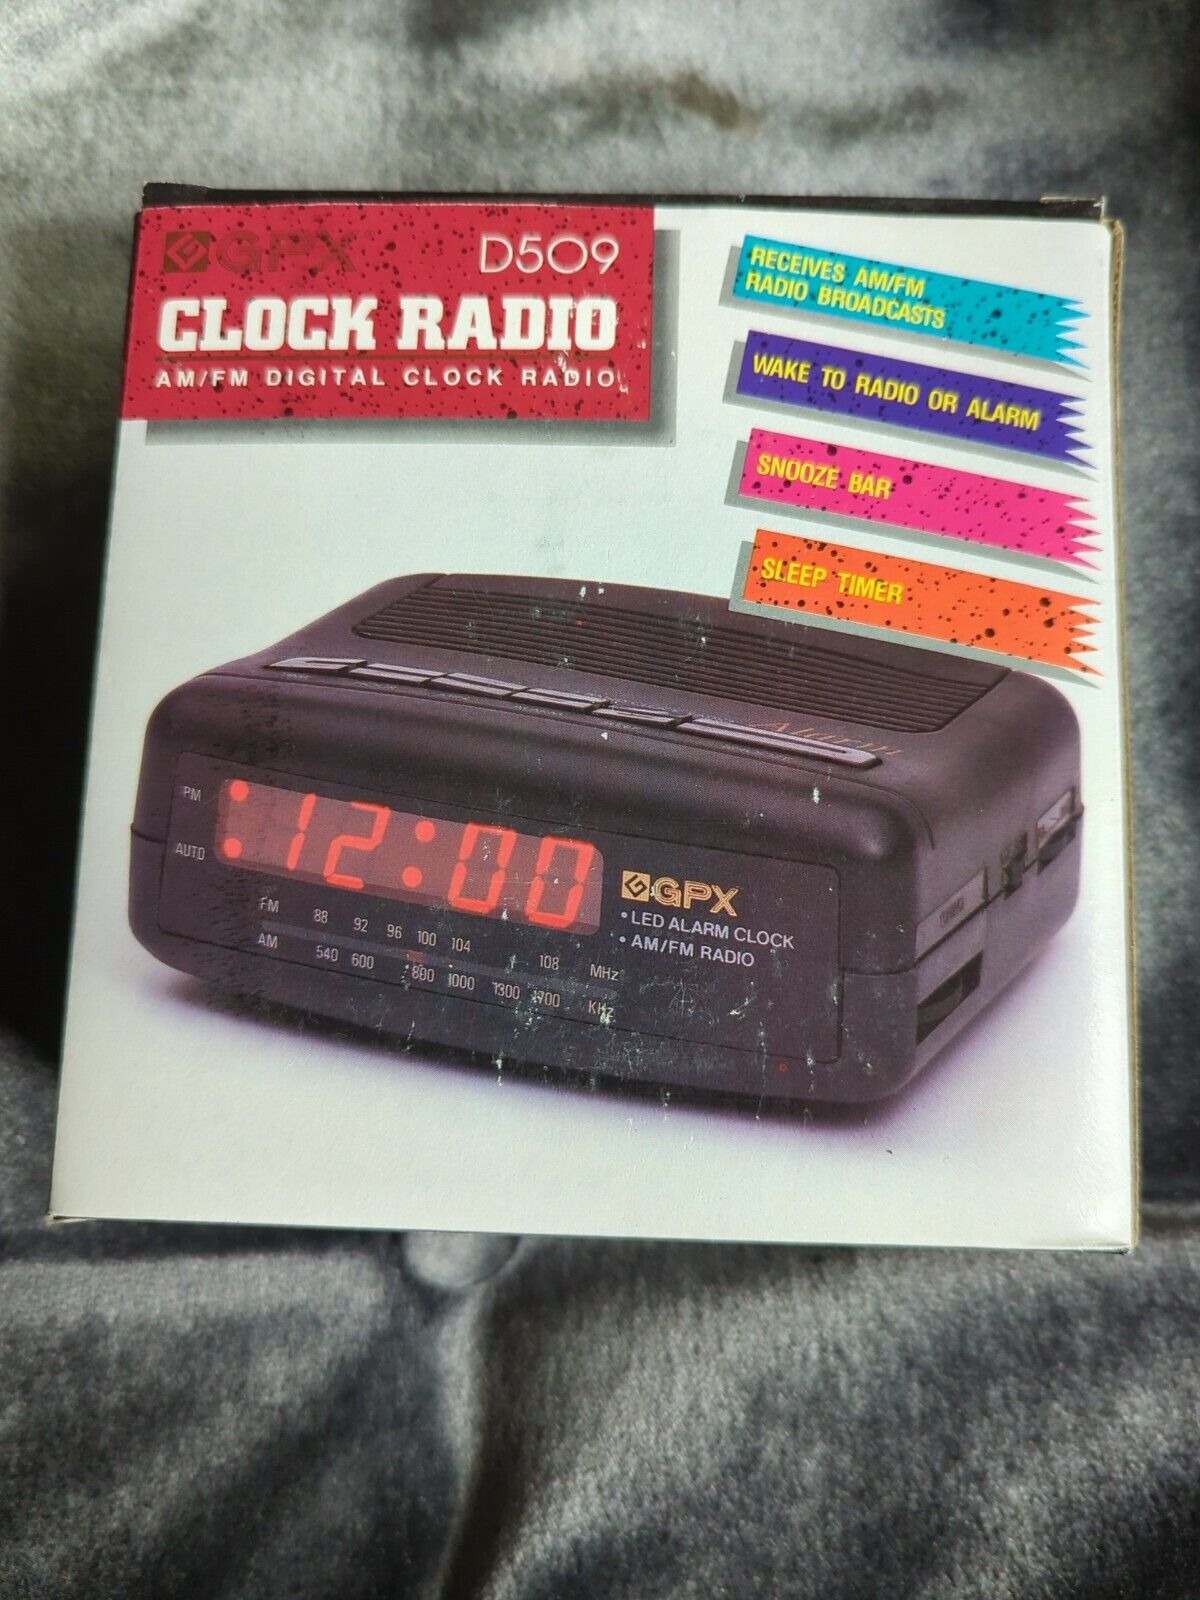 GPX® D509
CLOCK RADIO
AM/FM DIGITAL CLOCK RADIO
RECEIVES AM/FM
RADIO BROADCASTS
WAKE TO RADIO OR ALARM
SNOOZE BAR
SLEEP TIMER
Alarm
PM
AUTO
12:00
GPX
• LED ALARM CLOCK
• AM/FM RADIO
FM 88 92 96 100 104 108 MHz
AM 540 600 800 1000 1300 1700 KHz
TUNING